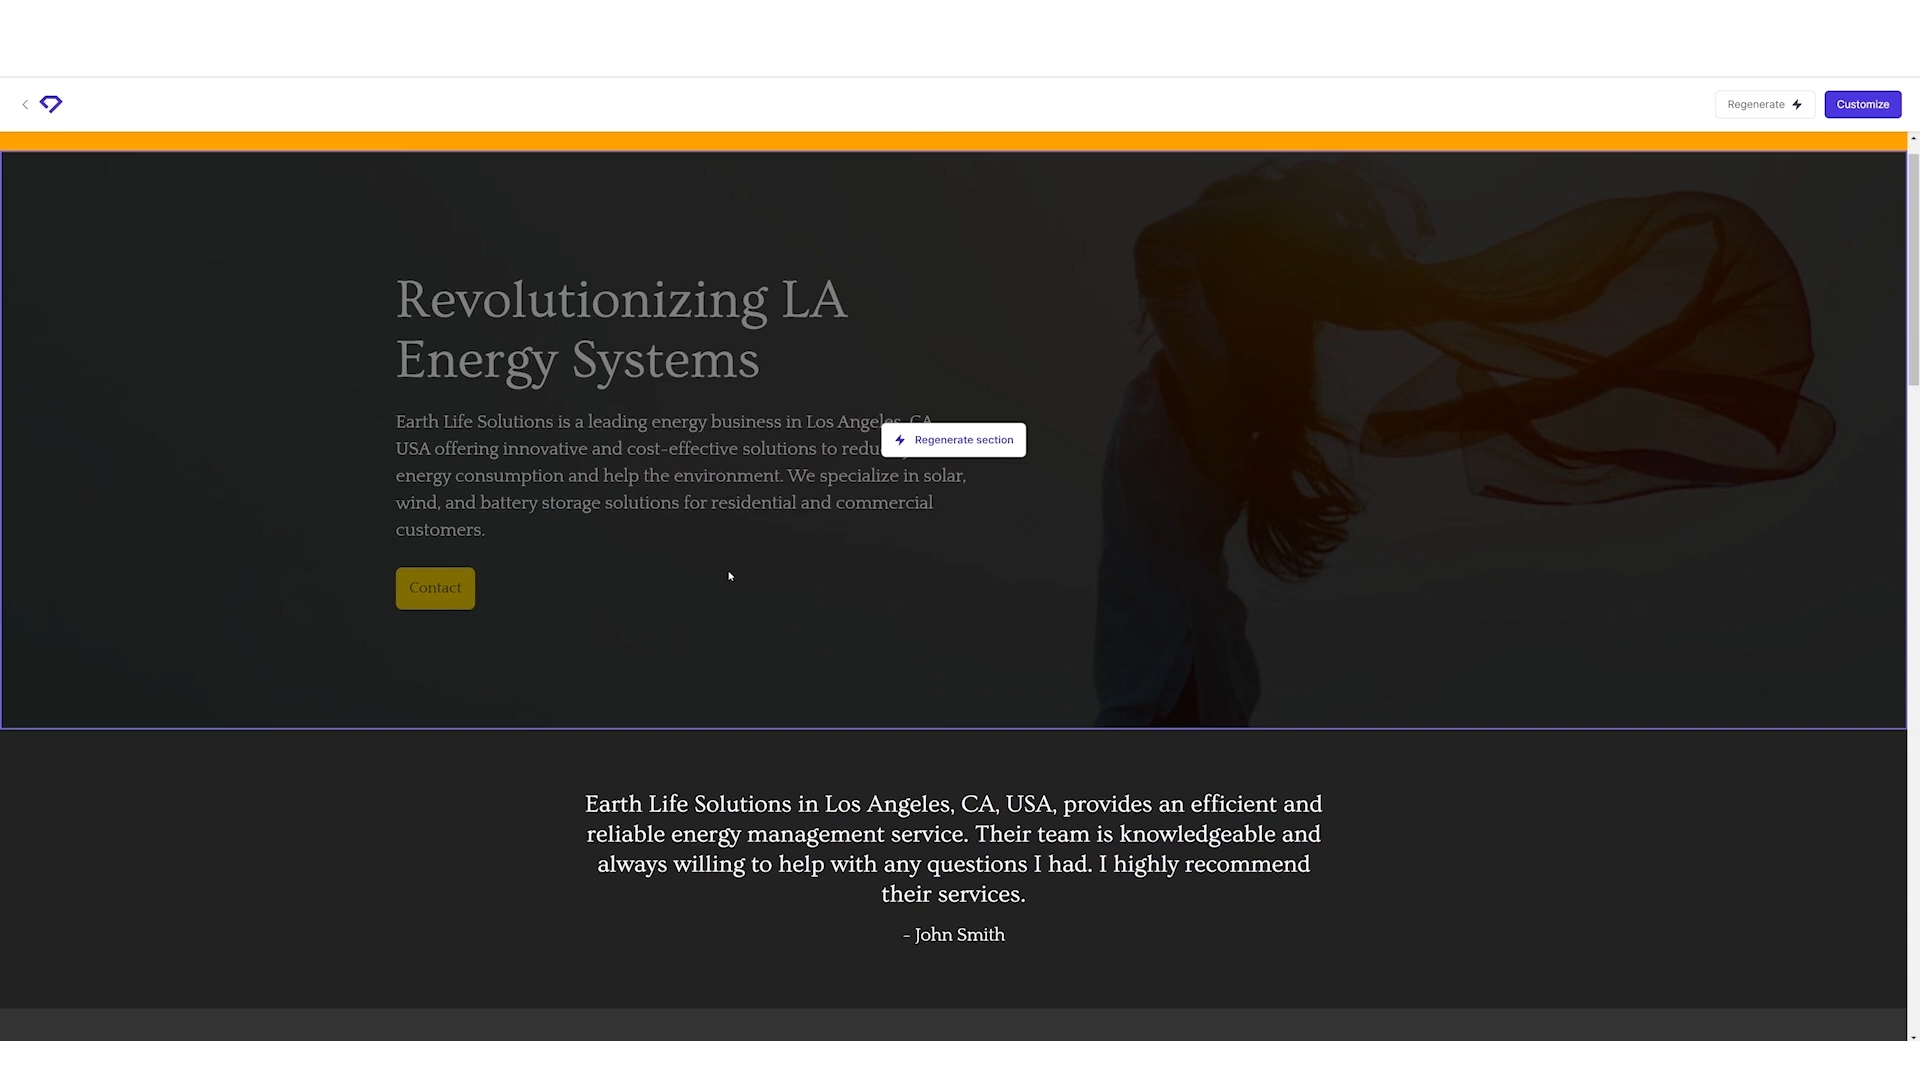 Regenerate
Customize
Revolutionizing LA
Energy Systems
Earth Life Solutions is a leading energy business in Los Angeles, CA,
USA offering innovative and cost-effective solutions to
energy consumption and help the environment. We specialize in solar,
wind, and battery storage solutions for residential and commercial
customers.
Regenerate section
Contact
Earth Life Solutions in Los Angeles, CA, USA, provides an efficient and
reliable energy management service. Their team is knowledgeable and
always willing to help with any questions I had. I highly recommend
their services.
- John Smith